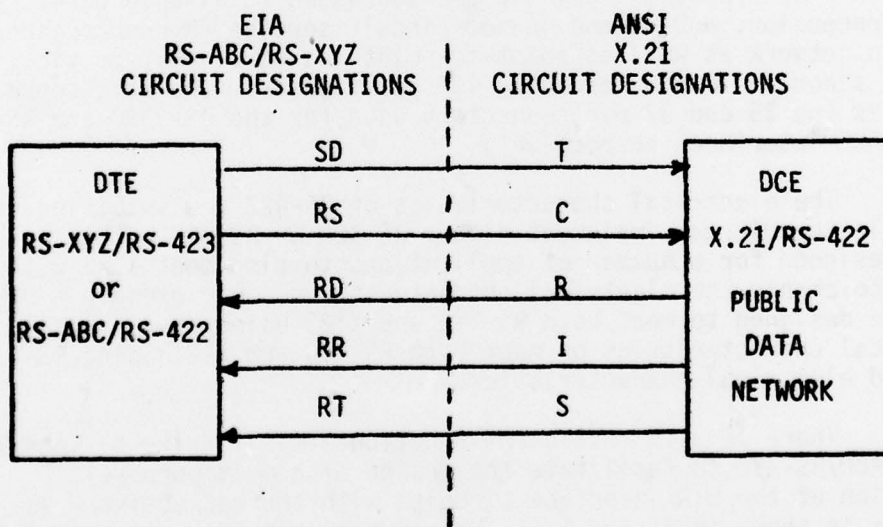 EIA
RS-ABC/RS-XYZ
CIRCUIT DESIGNATIONS
ANSI
X.21
CIRCUIT DESIGNATIONS
DTE
RS-XYZ/RS-423
or
RS-ABC/RS-422
SD T
RS C
RD R
RR I
RT S
DCE
X.21/RS-422
PUBLIC
DATA
NETWORK